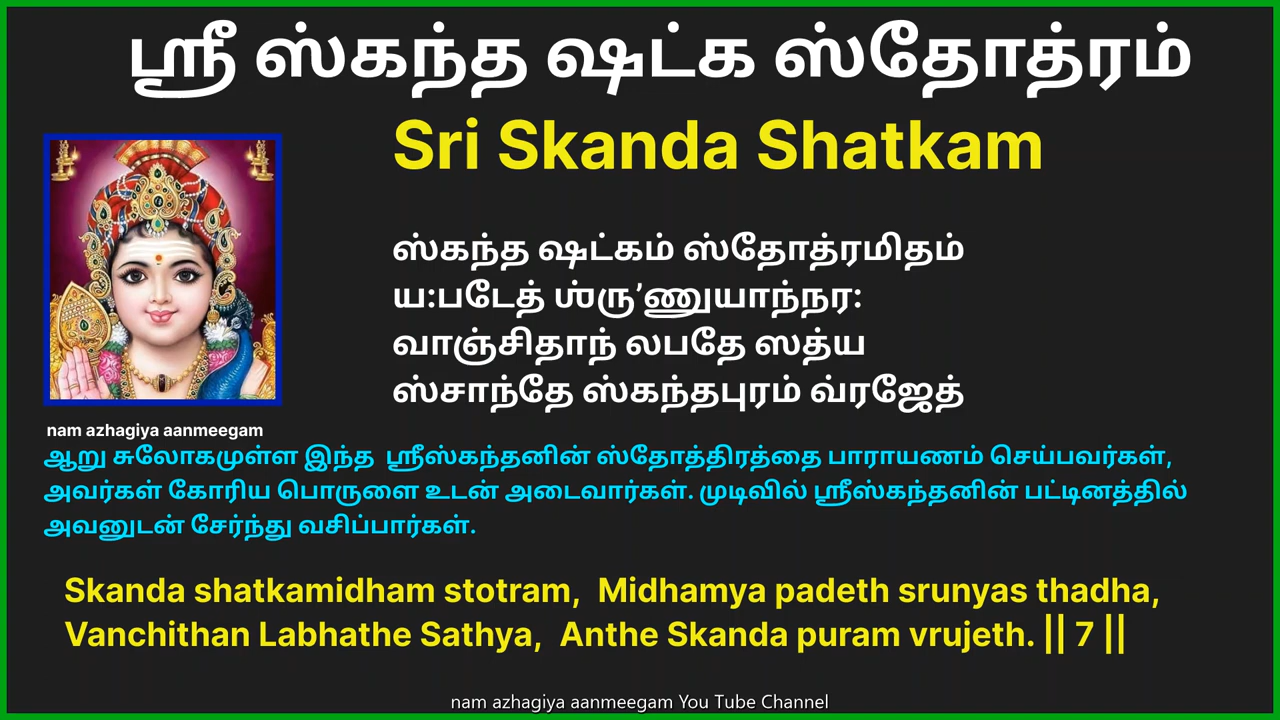 ஸ்ரீ ஸ்கந்த ஷட்க ஸ்தோத்ரம்
Sri Skanda Shatkam
ஸ்கந்த ஷட்கம் ஸ்தோத்ரமிதம்
ய:படேத் ஶ்ரு’ணுயாந்நர:
வாஞ்சிதாந் லபதே ஸத்ய
ஸ்சாந்தே ஸ்கந்தபுரம் வ்ரஜேத்
nam azhagiya aanmeegam
ஆறு சுலோகமுள்ள இந்த ஸ்ரீஸ்கந்தனின் ஸ்தோத்திரத்தை பாராயணம் செய்பவர்கள்,
அவர்கள் கோரிய பொருளை உடன் அடைவார்கள். முடிவில் ஸ்ரீஸ்கந்தனின் பட்டினத்தில்
அவனுடன் சேர்ந்து வசிப்பார்கள்.
Skanda shatkamidham stotram, Midhamya padeth srunyas thadha,
Vanchithan Labhathe Sathya, Anthe Skanda puram vrujeth. || 7 ||
nam azhagiya aanmeegam You Tube Channel